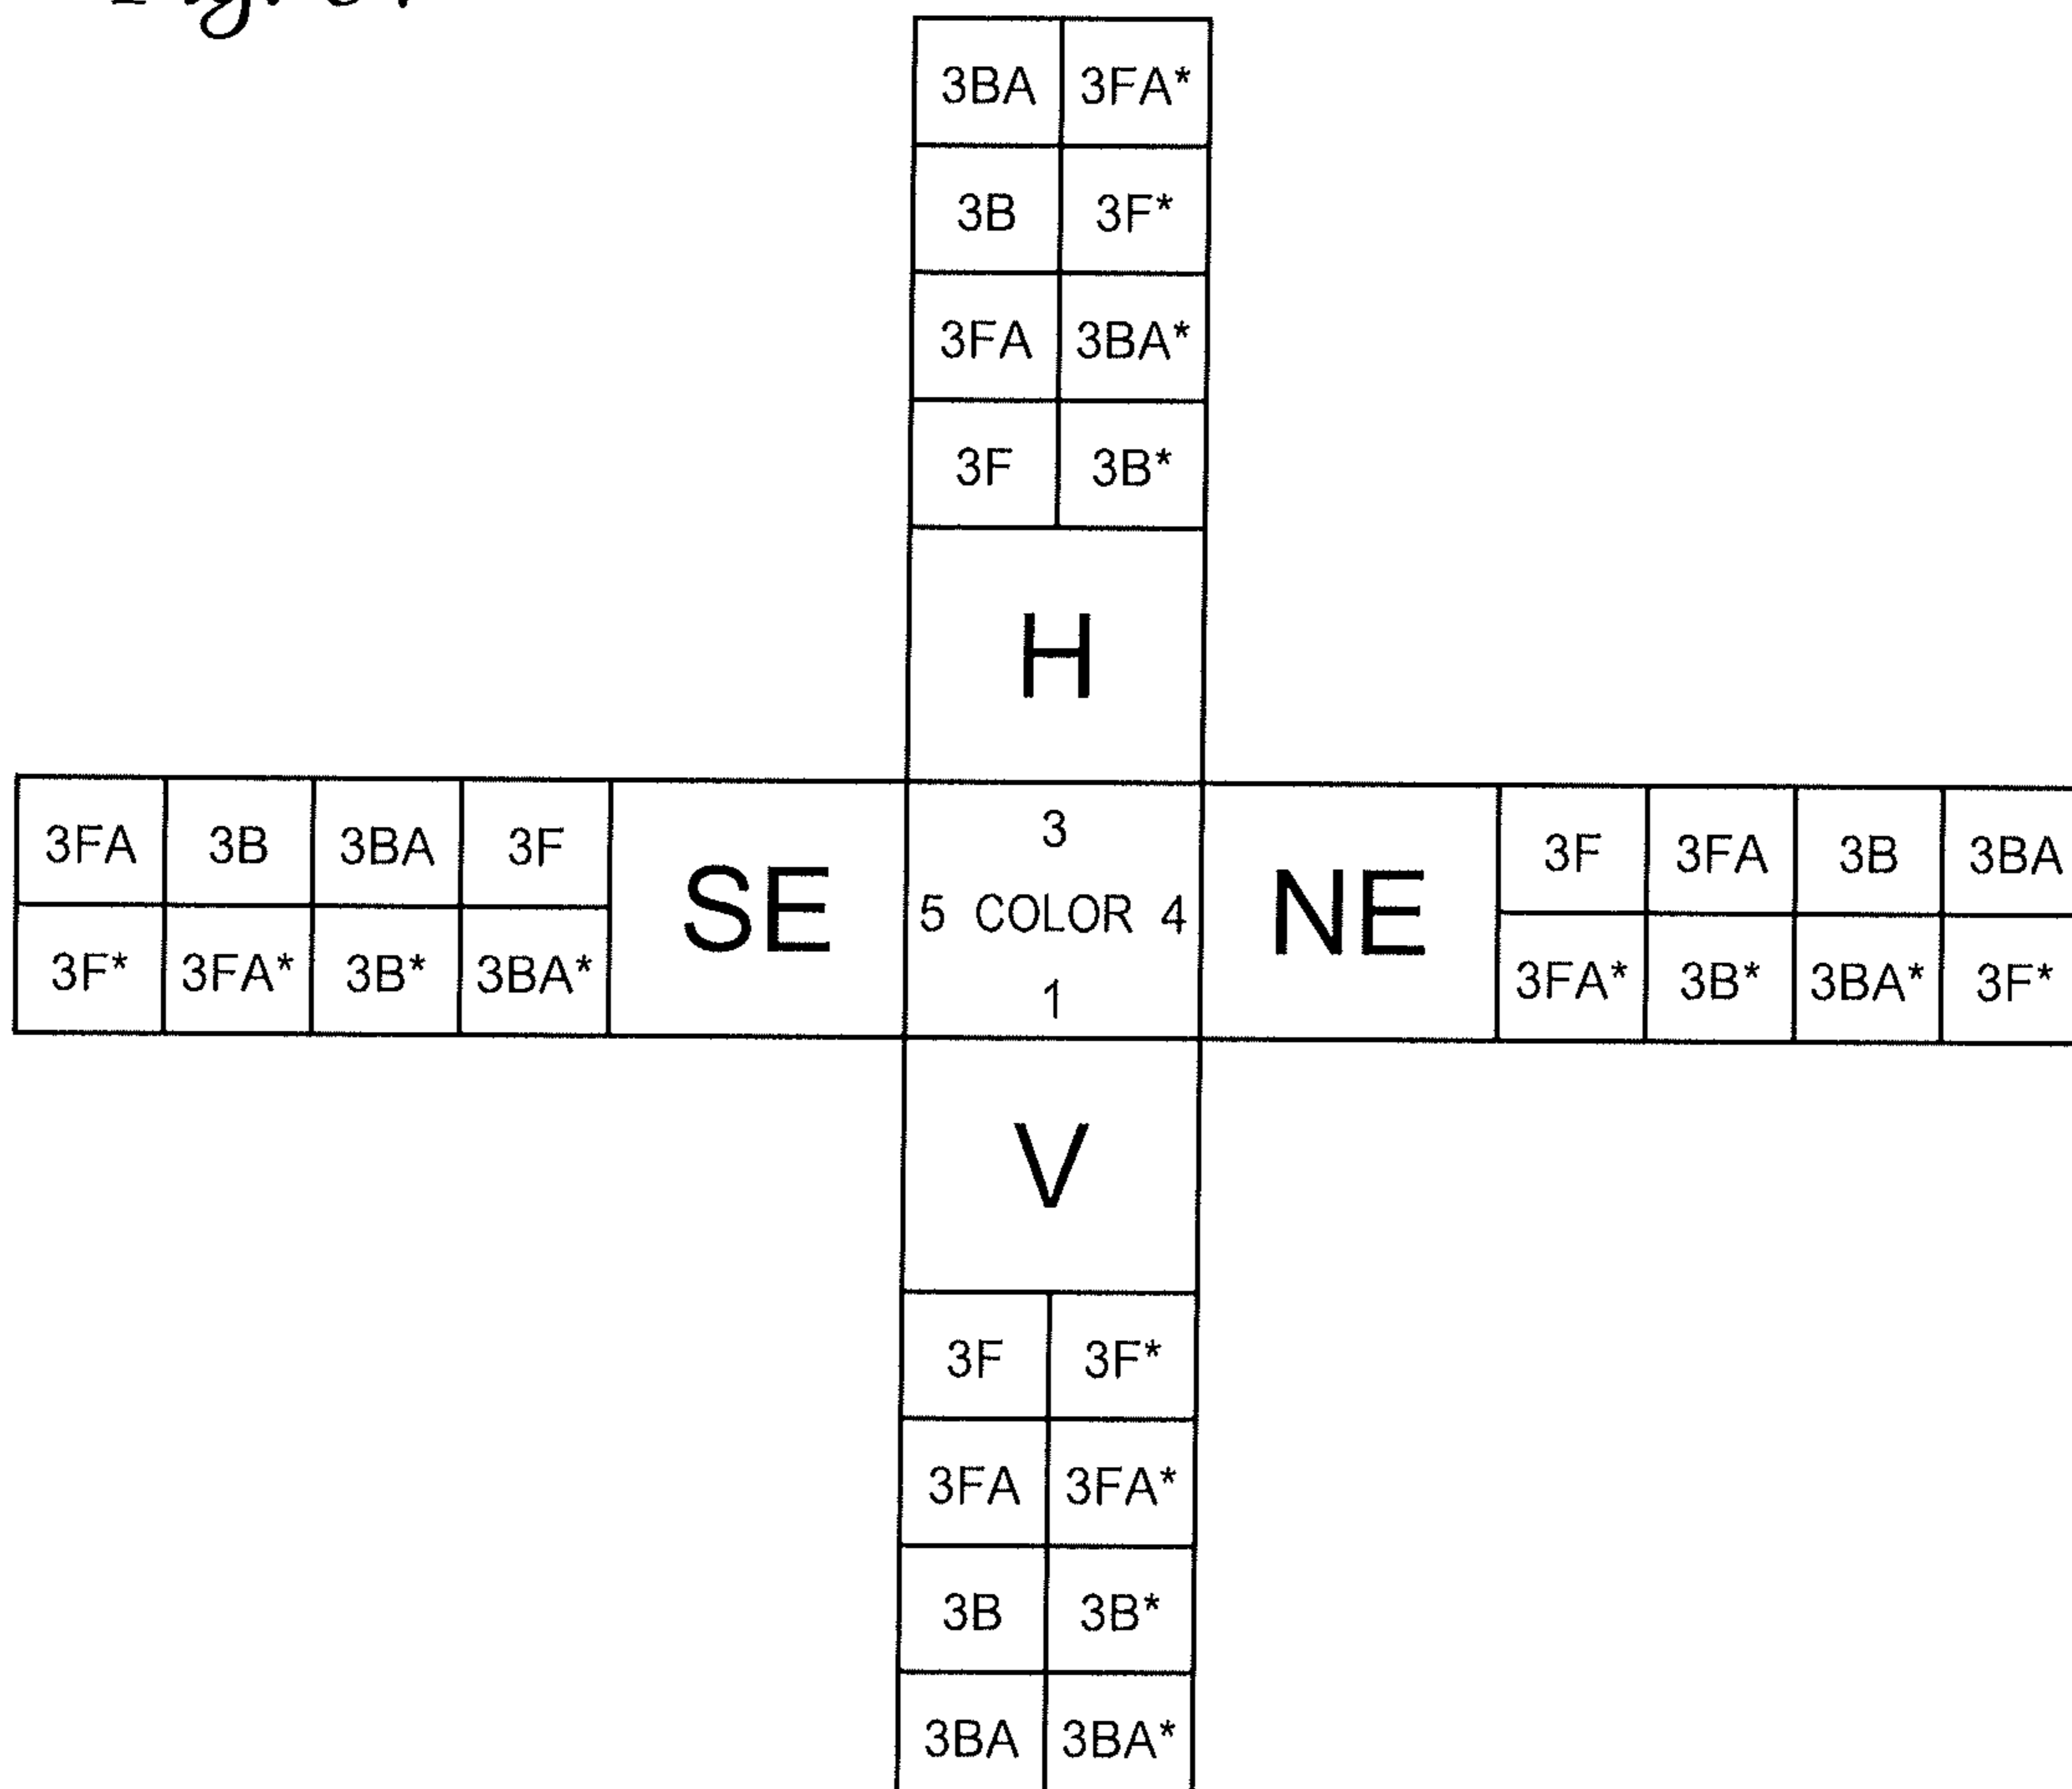 3BA 3FA*
3B 3F*
3FA 3BA*
3F 3B*
H
3FA 3B 3BA 3F
3F* 3FA* 3B* 3BA*
SE
3
5 COLOR 4
1
NE
3F 3FA 3B 3BA
3FA* 3B* 3BA* 3F*
V
3F 3F*
3FA 3FA*
3B 3B*
3BA 3BA*